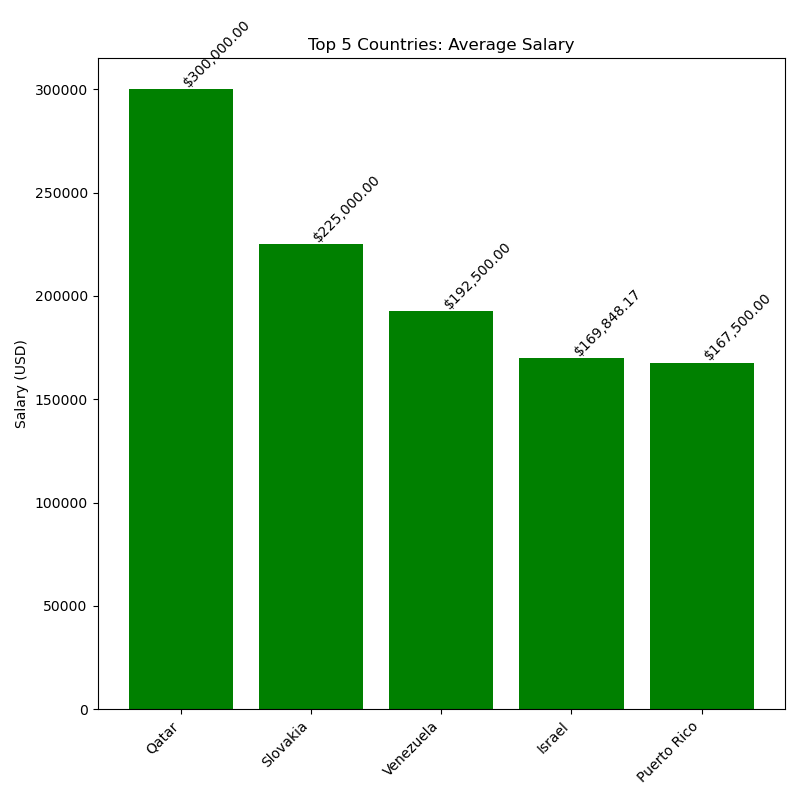 Top 5 Countries: Average Salary
Salary (USD)
300000
250000
200000
150000
100000
50000
0
$300,000.00
$225,000.00
$192,500.00
$169,848.17
$167,500.00
Qatar
Slovakia
Venezuela
Israel
Puerto Rico